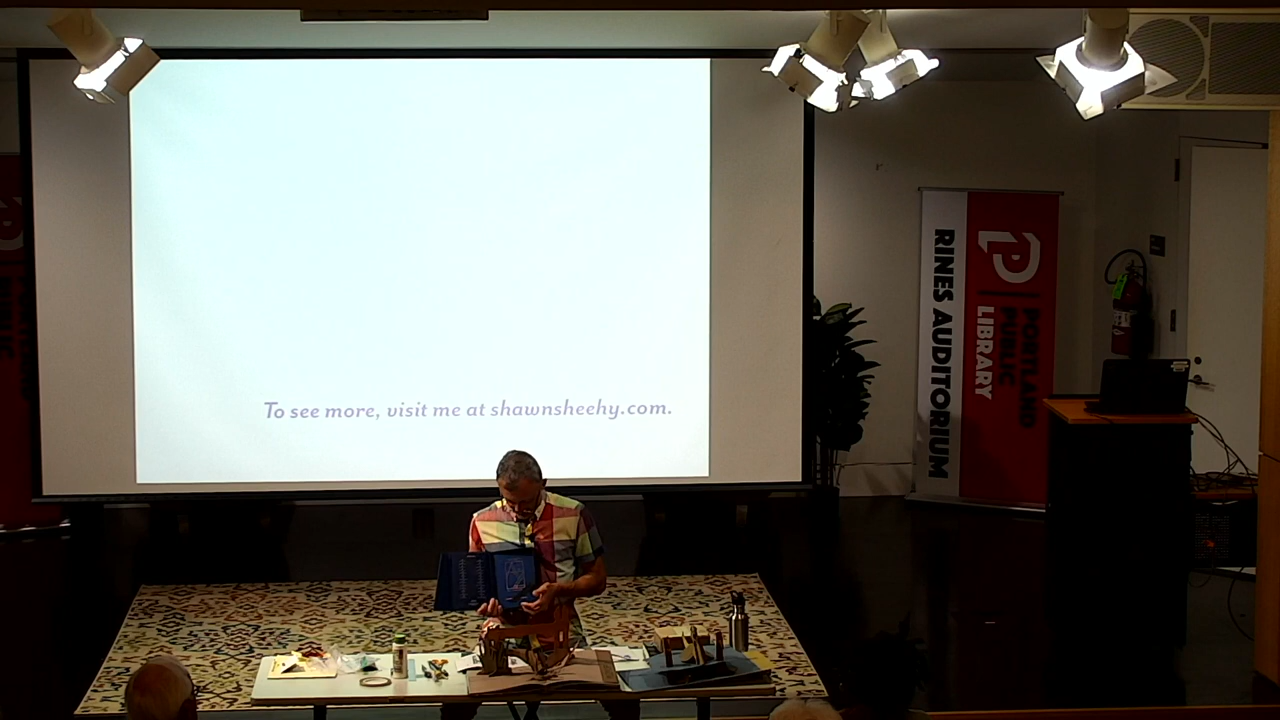 To see more, visit me at shawnsheehy.com.
RINES AUDITORIUM
PORTLAND
PUBLIC
LIBRARY